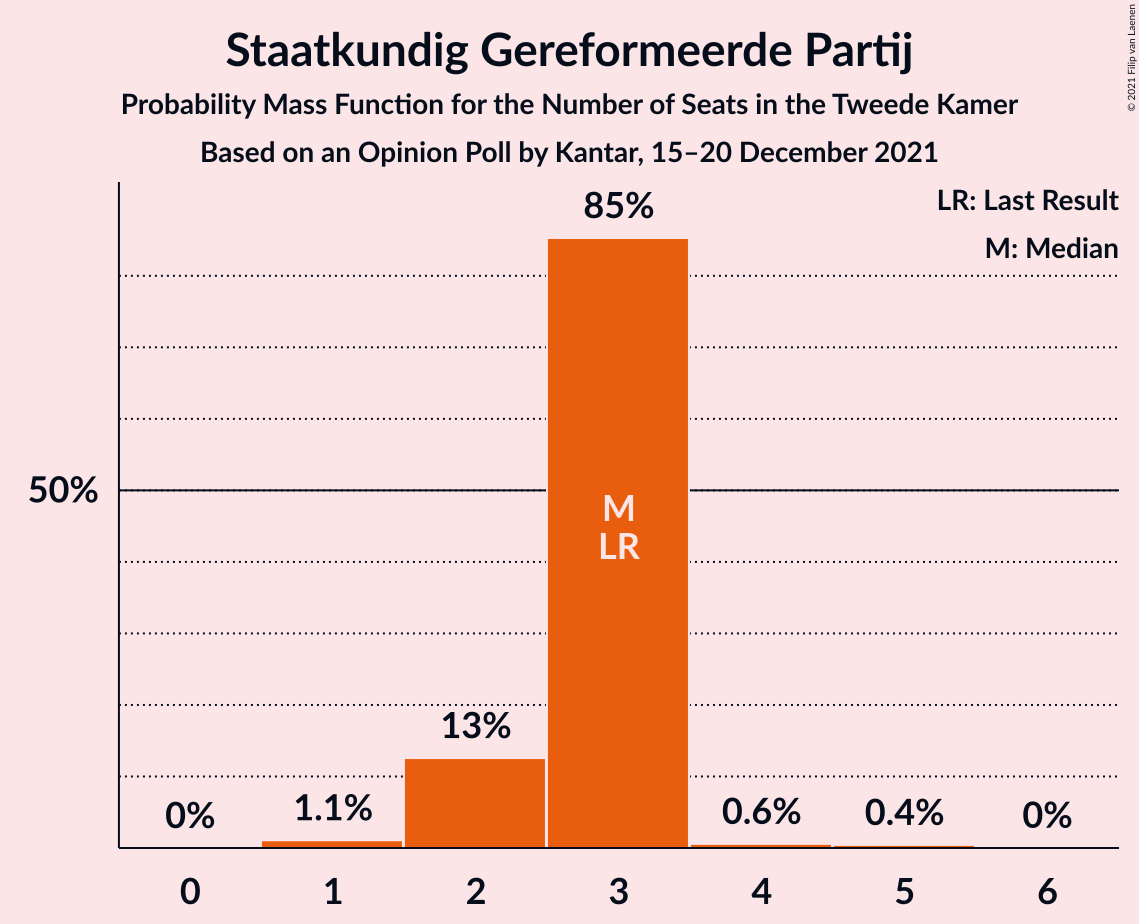 Staatkundig Gereformeerde Partij
Probability Mass Function for the Number of Seats in the Tweede Kamer
Based on an Opinion Poll by Kantar, 15–20 December 2021
© 2021 Filip van Laenen
LR: Last Result
M: Median
85%
50%
M
LR
13%
0%
1.1%
0.6%
0.4%
0%
0
1
2
3
4
5
6